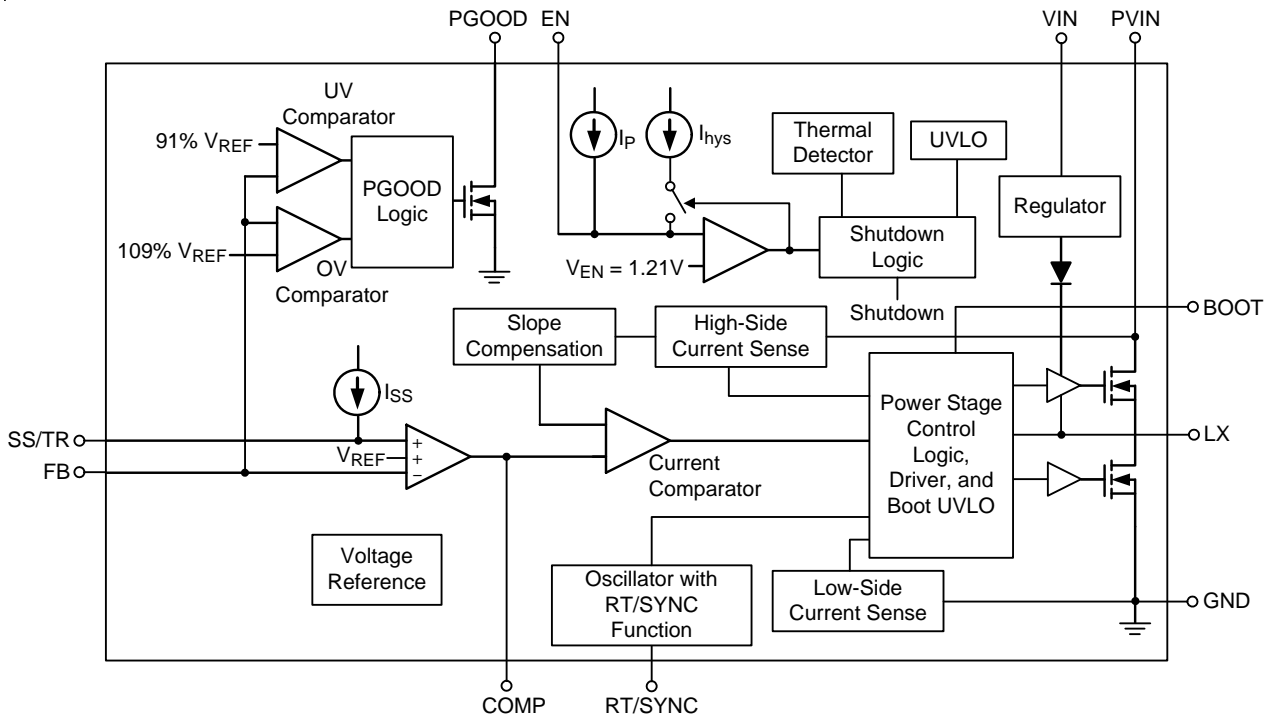 PGOOD EN VIN PVIN
UV
Comparator
91% VREF
PGOOD
Logic
109% VREF
OV
Comparator
IP
Ihys
Thermal
Detector
UVLO
Regulator
Shutdown
Logic
VEN = 1.21V
Shutdown
BOOT
Slope
Compensation
High-Side
Current Sense
ISS
Power Stage
Control
Logic,
Driver, and
Boot UVLO
SS/TR
+
VREF
+
FB
−
Current
Comparator
LX
Voltage
Reference
Oscillator with
RT/SYNC
Function
Low-Side
Current Sense
GND
COMP RT/SYNC